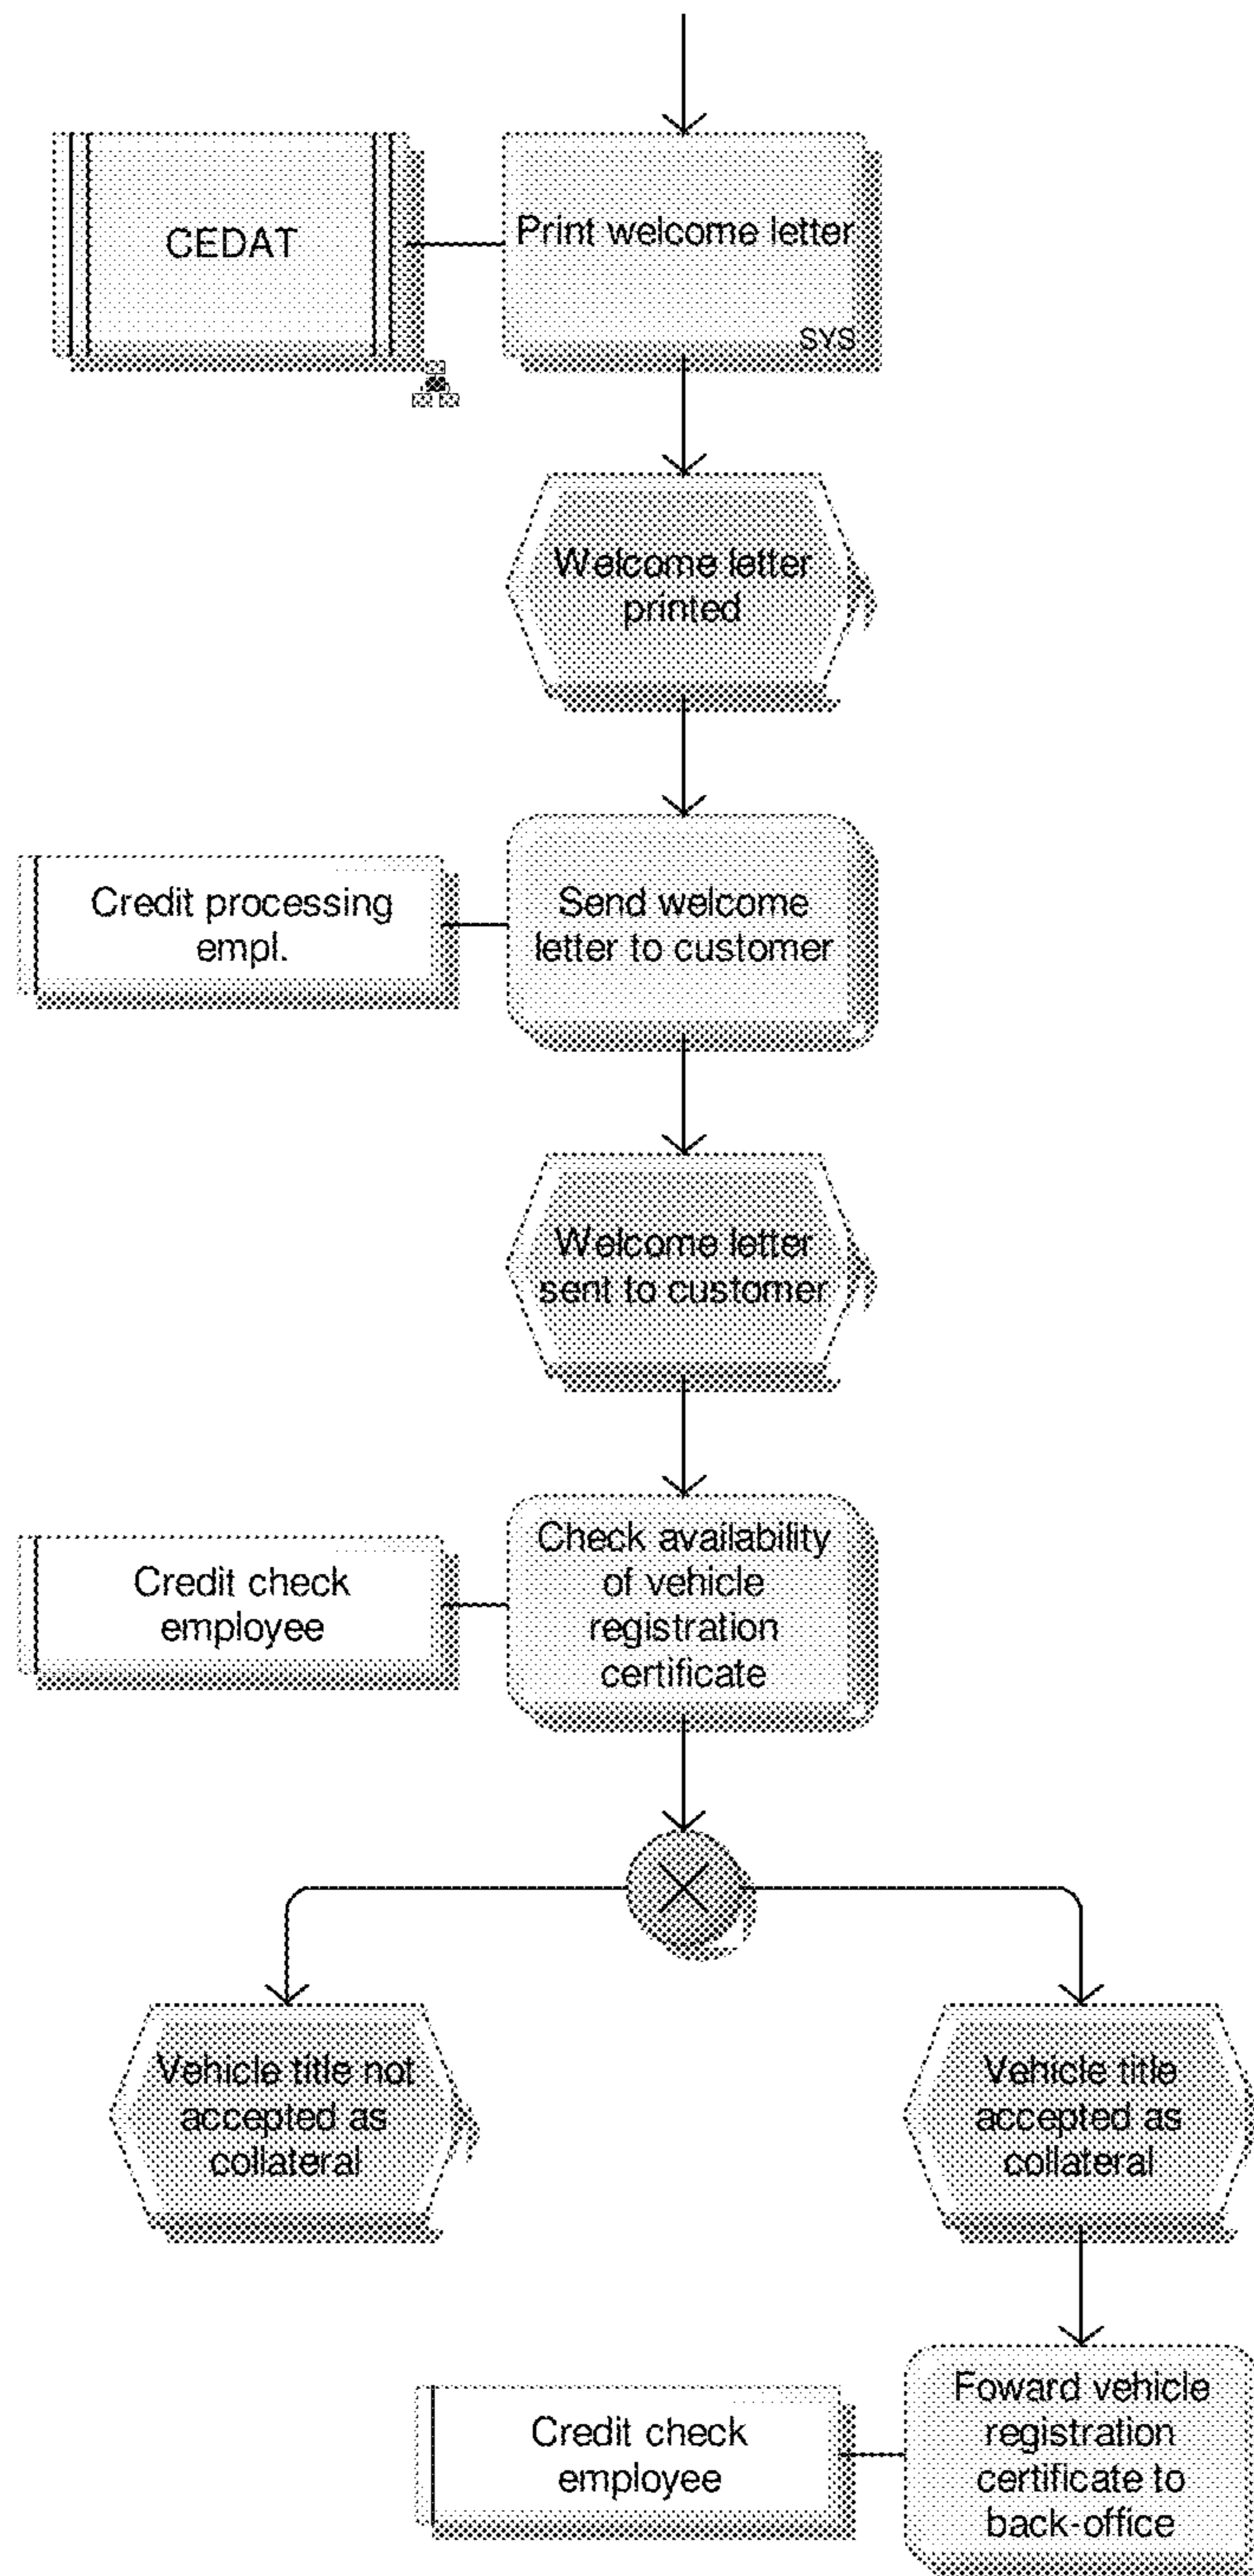 CEDAT
Print welcome letter
SYS
Welcome letter
printed
Credit processing
empl.
Send welcome
letter to customer
Welcome letter
sent to customer
Credit check
employee
Check availability
of vehicle
registration
certificate
Vehicle title not
accepted as
collateral
Vehicle title
accepted as
collateral
Credit check
employee
Foward vehicle
registration
certificate to
back-office